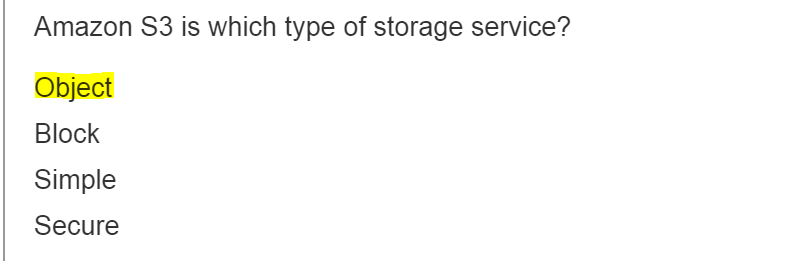 Amazon S3 is which type of storage service?
Object
Block
Simple
Secure